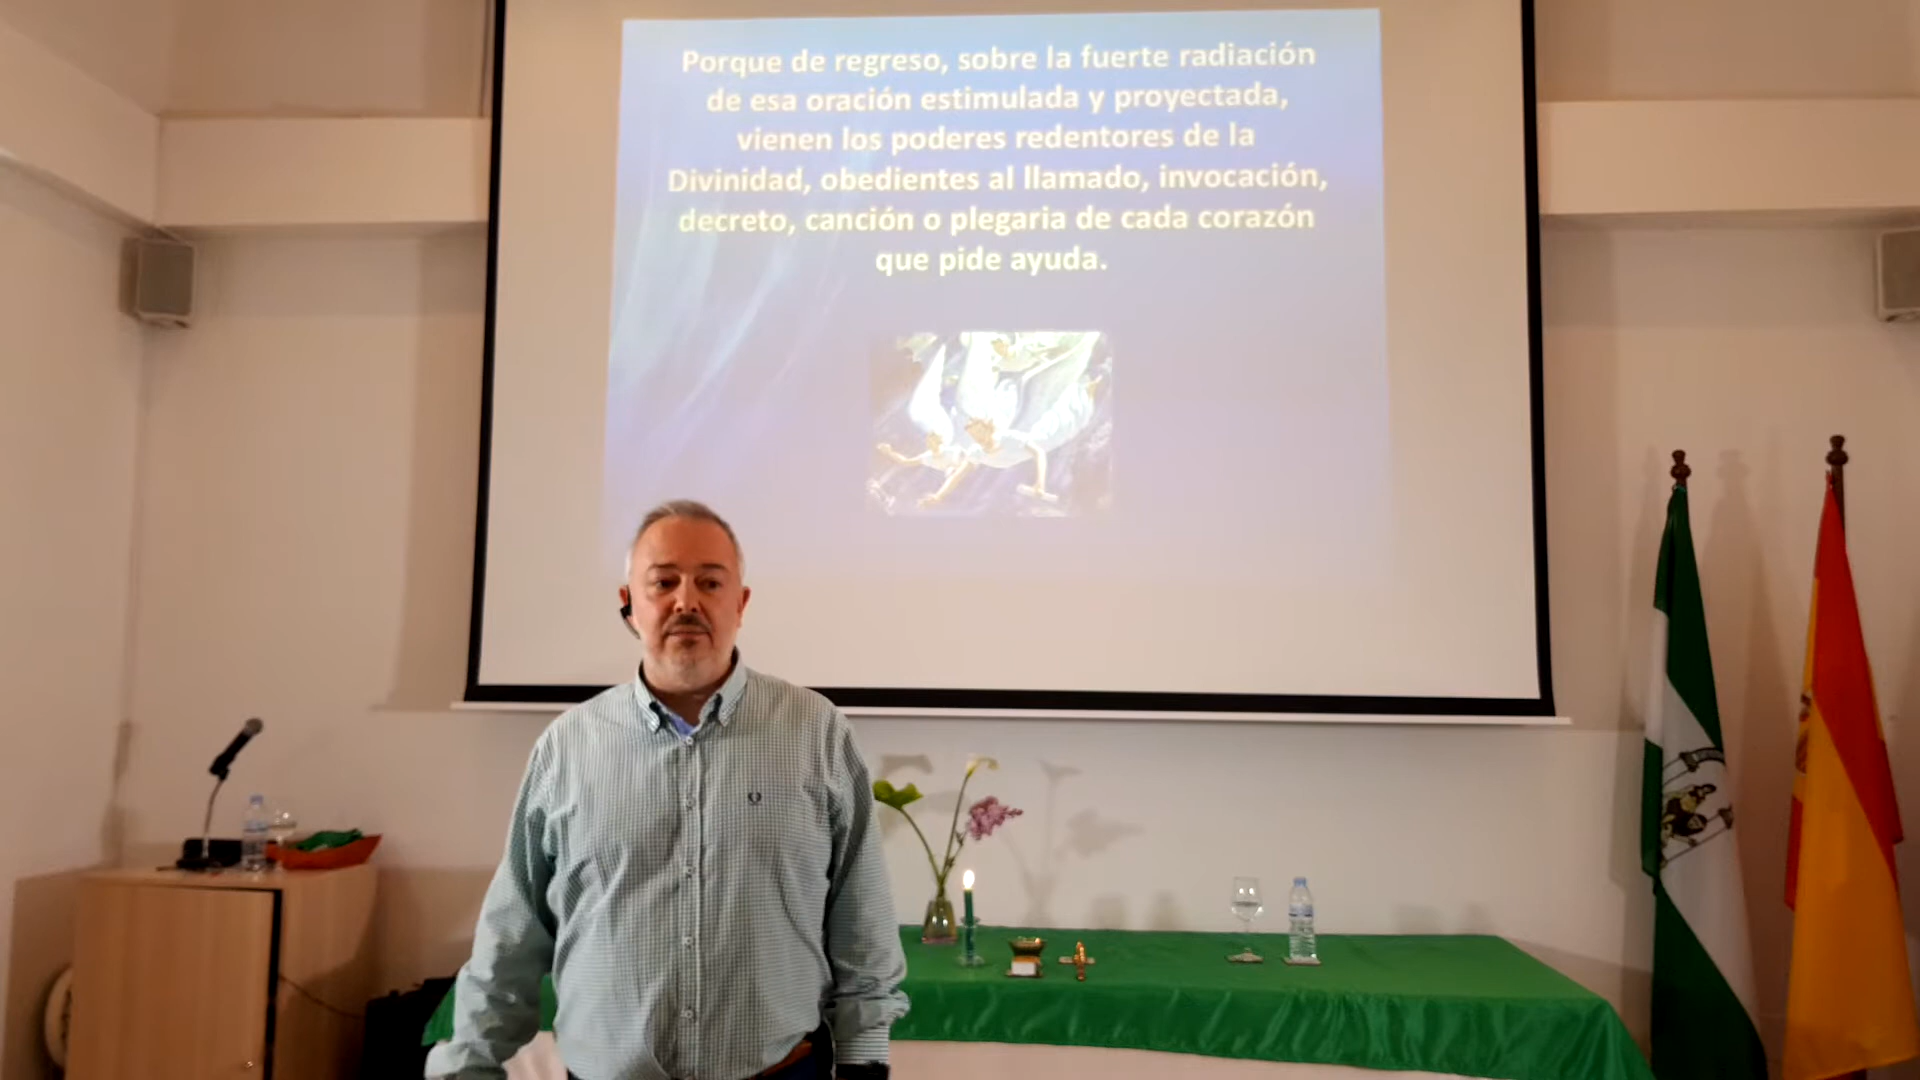 Porque de regreso, sobre la fuerte radiación
de esa oración estimulada y proyectada,
vienen los poderes redentores de la
Divinidad, obedientes al llamado, invocación,
decreto, canción o plegaria de cada corazón
que pide ayuda.